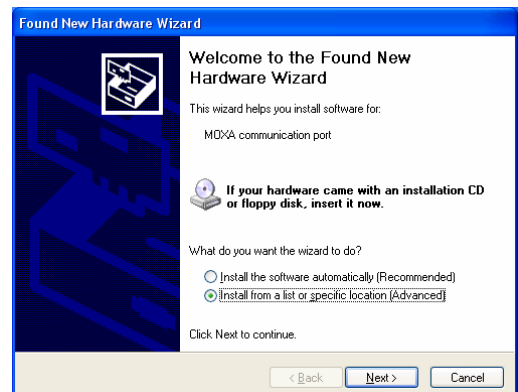 Found New Hardware Wizard
Welcome to the Found New
Hardware Wizard
This wizard helps you install software for:
MOXA communication port
If your hardware came with an installation CD
or floppy disk, insert it now.
What do you want the wizard to do?
Install the software automatically (Recommended)
Install from a list or specific location (Advanced)
Click Next to continue.
< Back Next > Cancel